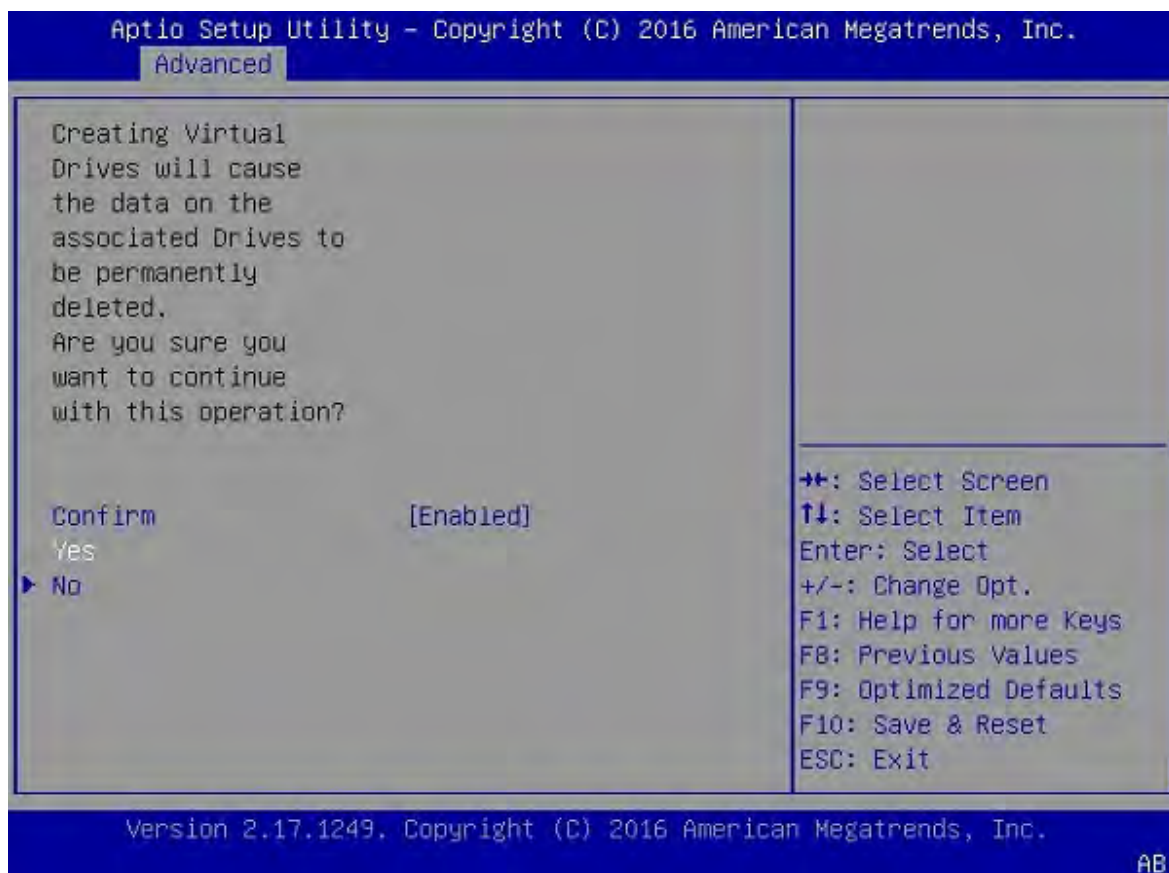 Aptio Setup Utility – Copyright (C) 2016 American Megatrends, Inc.
Advanced
Creating Virtual
Drives will cause
the data on the
associated Drives to
be permanently
deleted.
Are you sure you
want to continue
with this operation?
Confirm [Enabled]
Yes
▶ No
→←: Select Screen
↑↓: Select Item
Enter: Select
+/-: Change Opt.
F1: Help for more Keys
F8: Previous Values
F9: Optimized Defaults
F10: Save & Reset
ESC: Exit
Version 2.17.1249. Copyright (C) 2016 American Megatrends, Inc.
AB